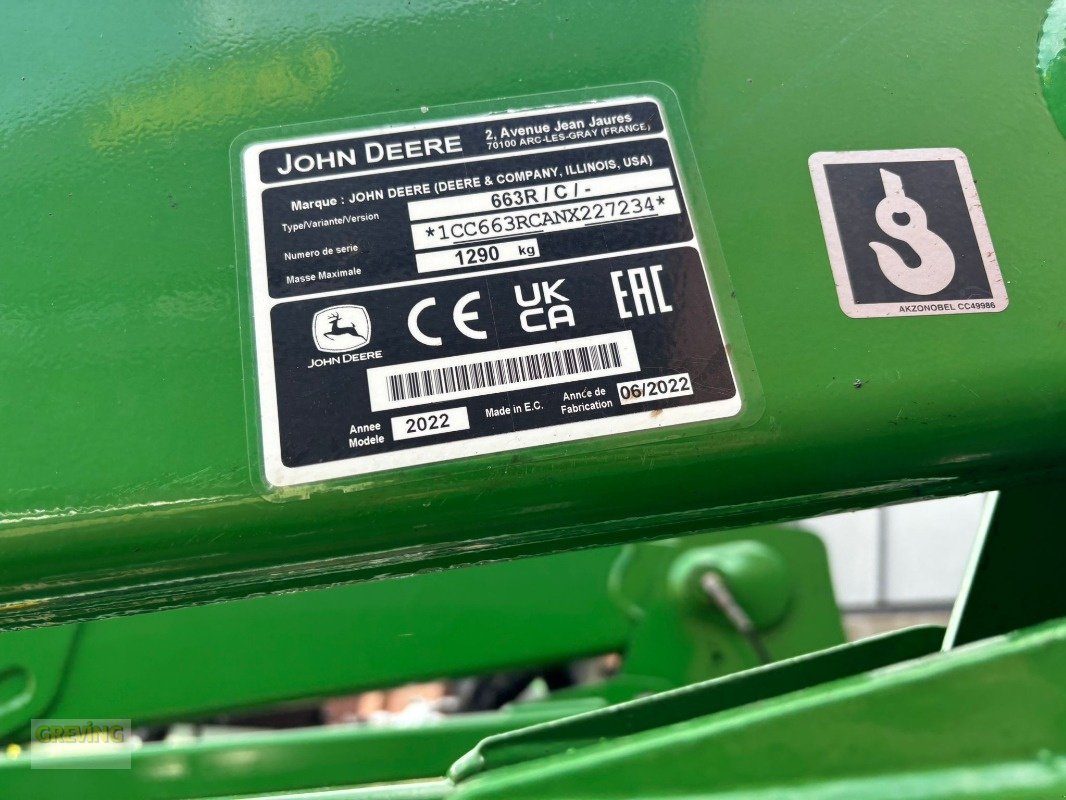 JOHN DEERE
2, Avenue Jean Jaures
70100 ARC-LES-GRAY (FRANCE)
Marque : JOHN DEERE (DEERE & COMPANY, ILLINOIS, USA)
Type/Variante/Version 663R / C / -
Numero de serie *1CC663RCANX227234*
Masse Maximale 1290 kg
CE UK CA EAC
JOHN DEERE
Annee Modele 2022
Made in E.C.
Année de Fabrication 06/2022
AKZONOBEL CC49986
GREVING